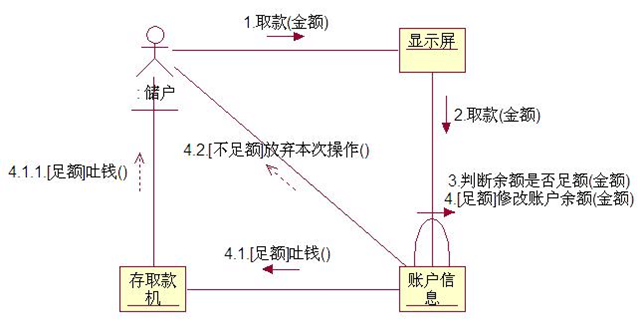 1.取款(金额)
显示屏
: 储户
2.取款(金额)
4.2.[不足额]放弃本次操作()
4.1.1.[足额]吐钱()
3.判断余额是否足额(金额)
4.[足额]修改账户余额(金额)
4.1.[足额]吐钱()
存取款
机
账户信
息